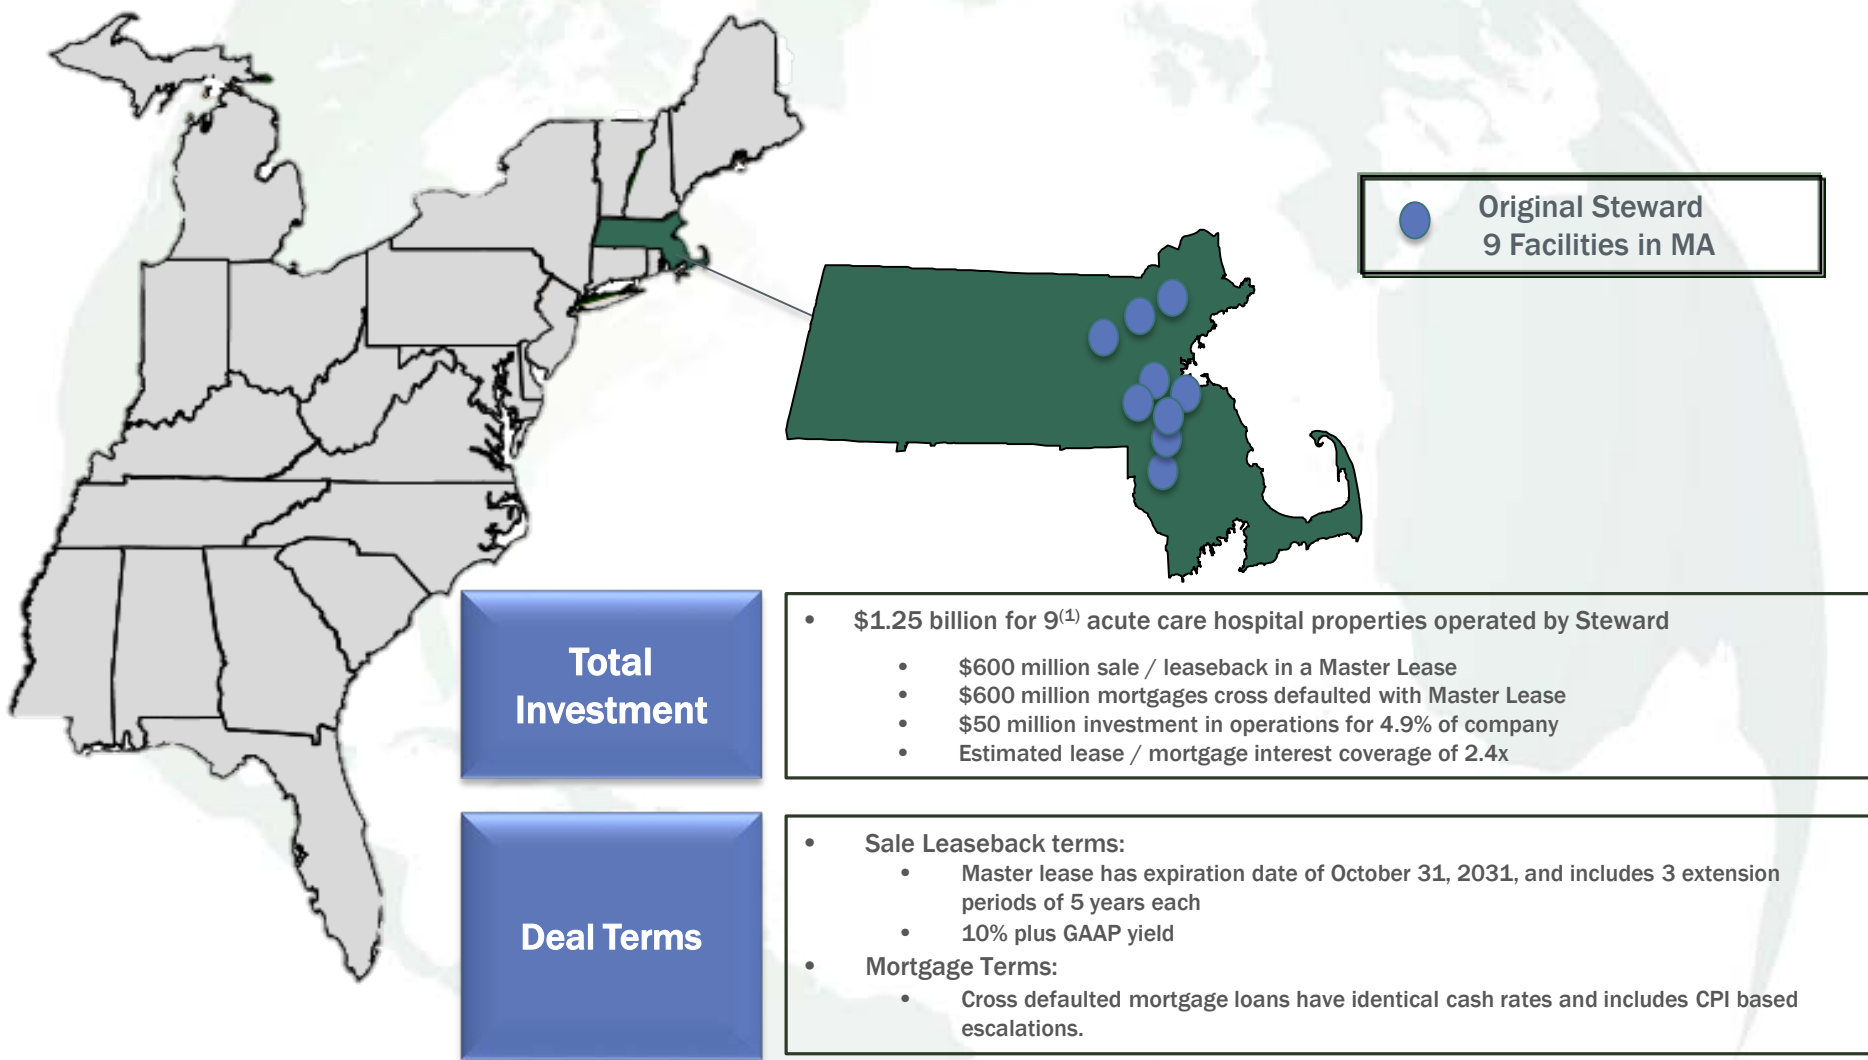 Original Steward
9 Facilities in MA
Total
Investment
• $1.25 billion for 9(1) acute care hospital properties operated by Steward
• $600 million sale / leaseback in a Master Lease
• $600 million mortgages cross defaulted with Master Lease
• $50 million investment in operations for 4.9% of company
• Estimated lease / mortgage interest coverage of 2.4x
Deal Terms
• Sale Leaseback terms:
• Master lease has expiration date of October 31, 2031, and includes 3 extension
periods of 5 years each
• 10% plus GAAP yield
• Mortgage Terms:
• Cross defaulted mortgage loans have identical cash rates and includes CPI based
escalations.